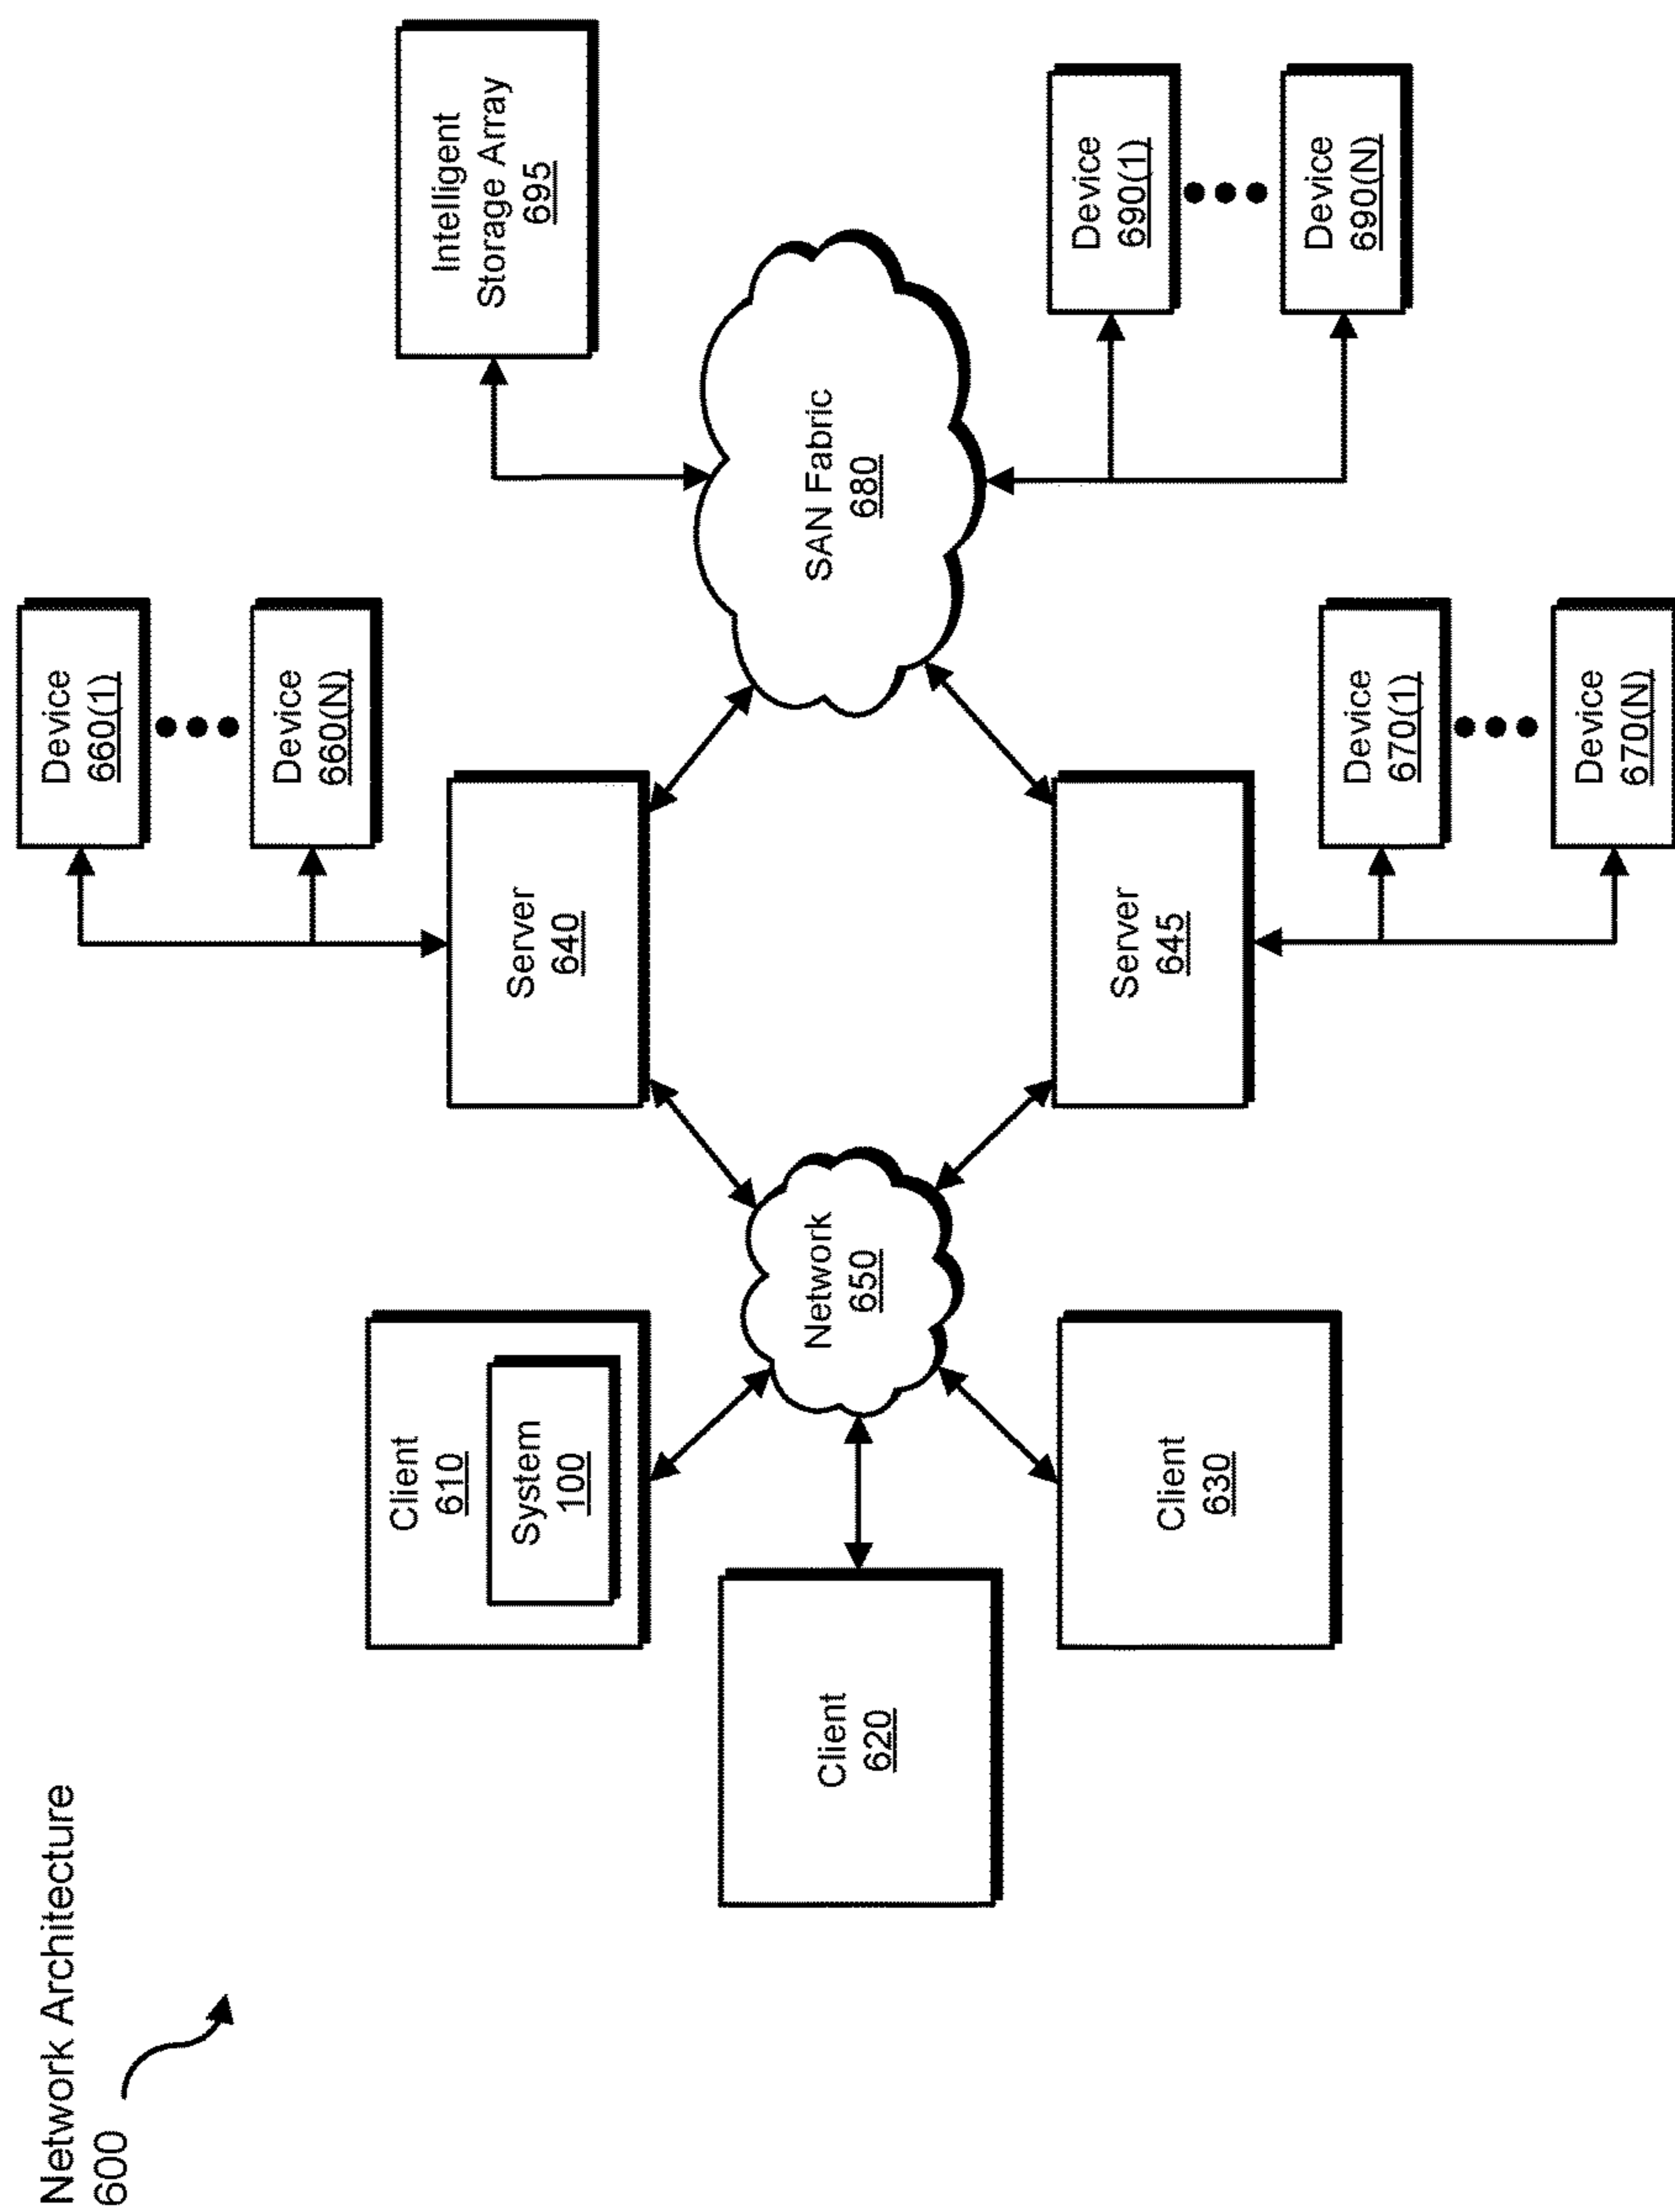 Network Architecture
600
Client
610
System
100
Client
620
Client
630
Network
650
Server
640
Server
645
Device
660(1)
Device
660(N)
Device
670(1)
Device
670(N)
SAN Fabric
680
Intelligent
Storage Array
695
Device
690(1)
Device
690(N)